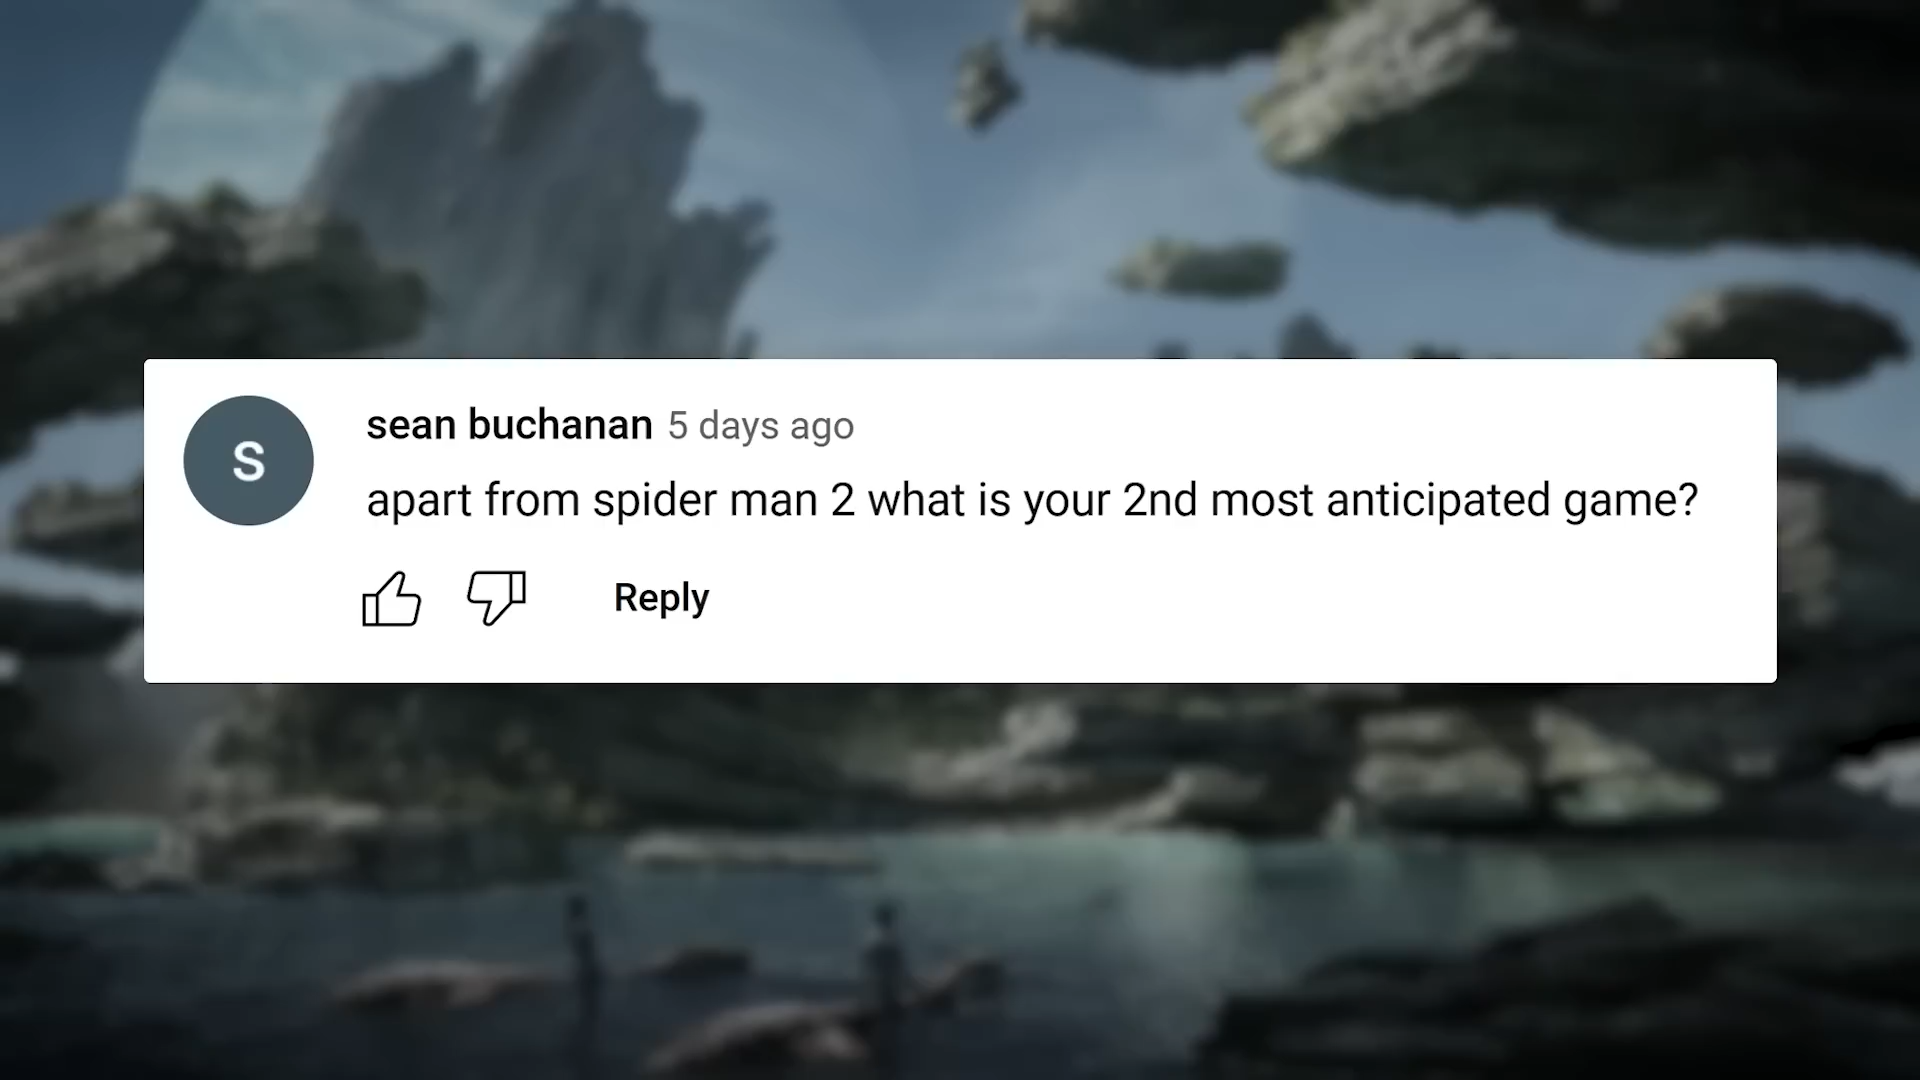 S
sean buchanan 5 days ago
apart from spider man 2 what is your 2nd most anticipated game?
Reply